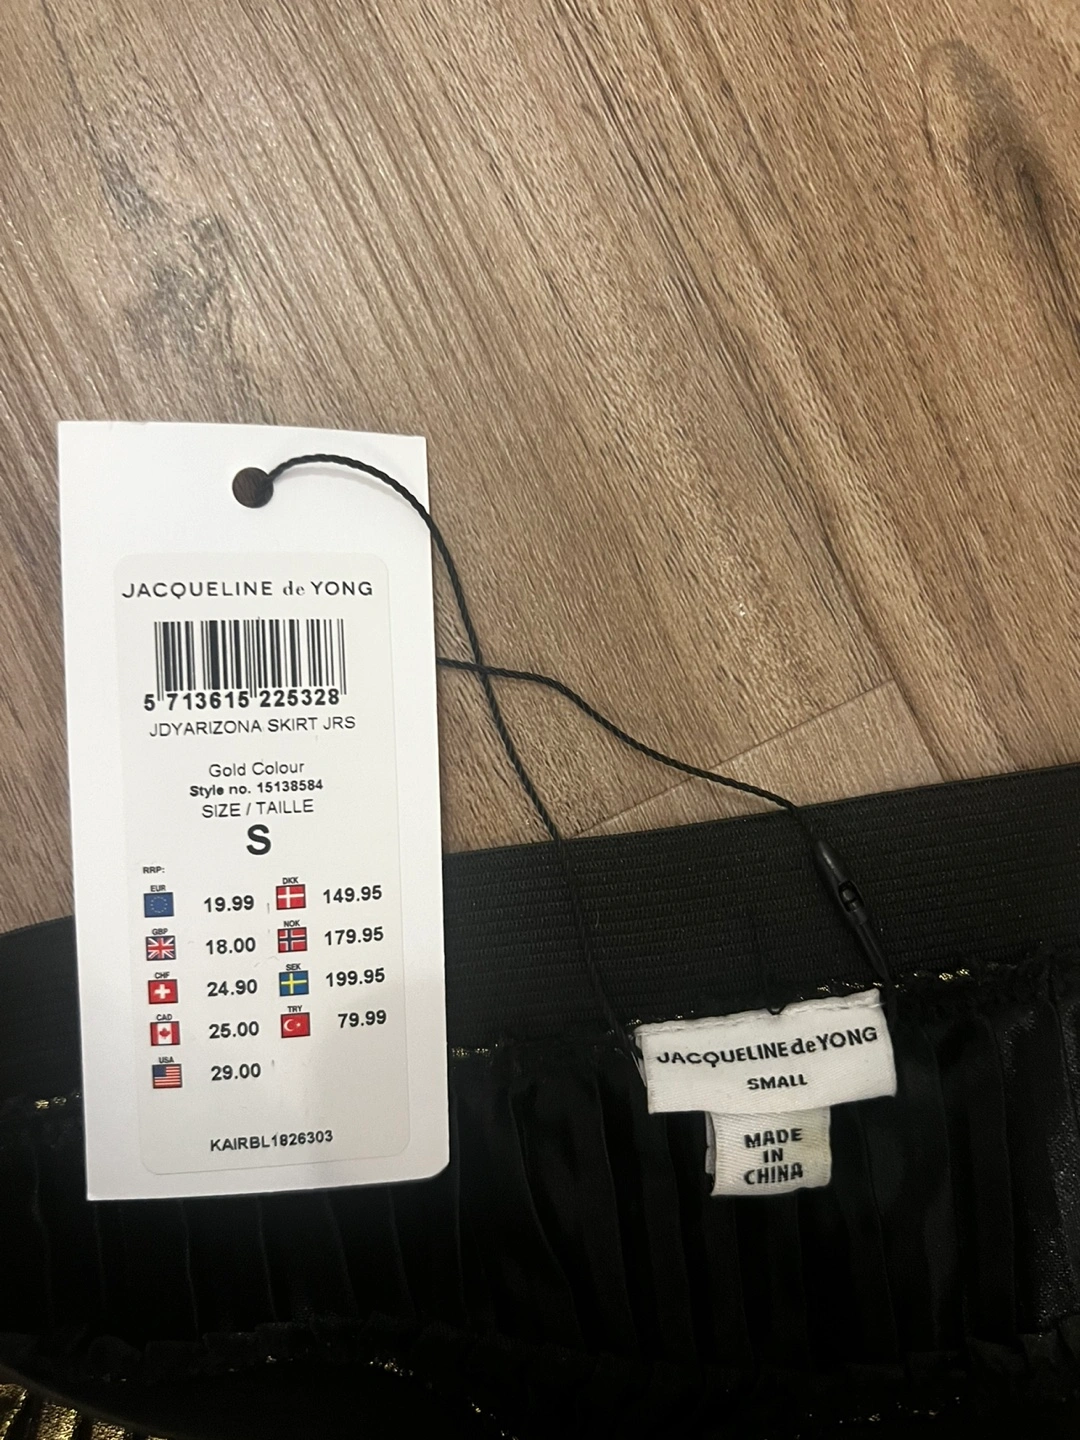 JACQUELINE de YONG
5 713615 225328
JDYARIZONA SKIRT JRS
Gold Colour
Style no. 15138584
SIZE / TAILLE
S
RRP:
EUR 19.99 DKK 149.95
GBP 18.00 NOK 179.95
CHF 24.90 SEK 199.95
CAD 25.00 TRY 79.99
USA 29.00
KAIRBL1826303
JACQUELINE de YONG
SMALL
MADE
IN
CHINA